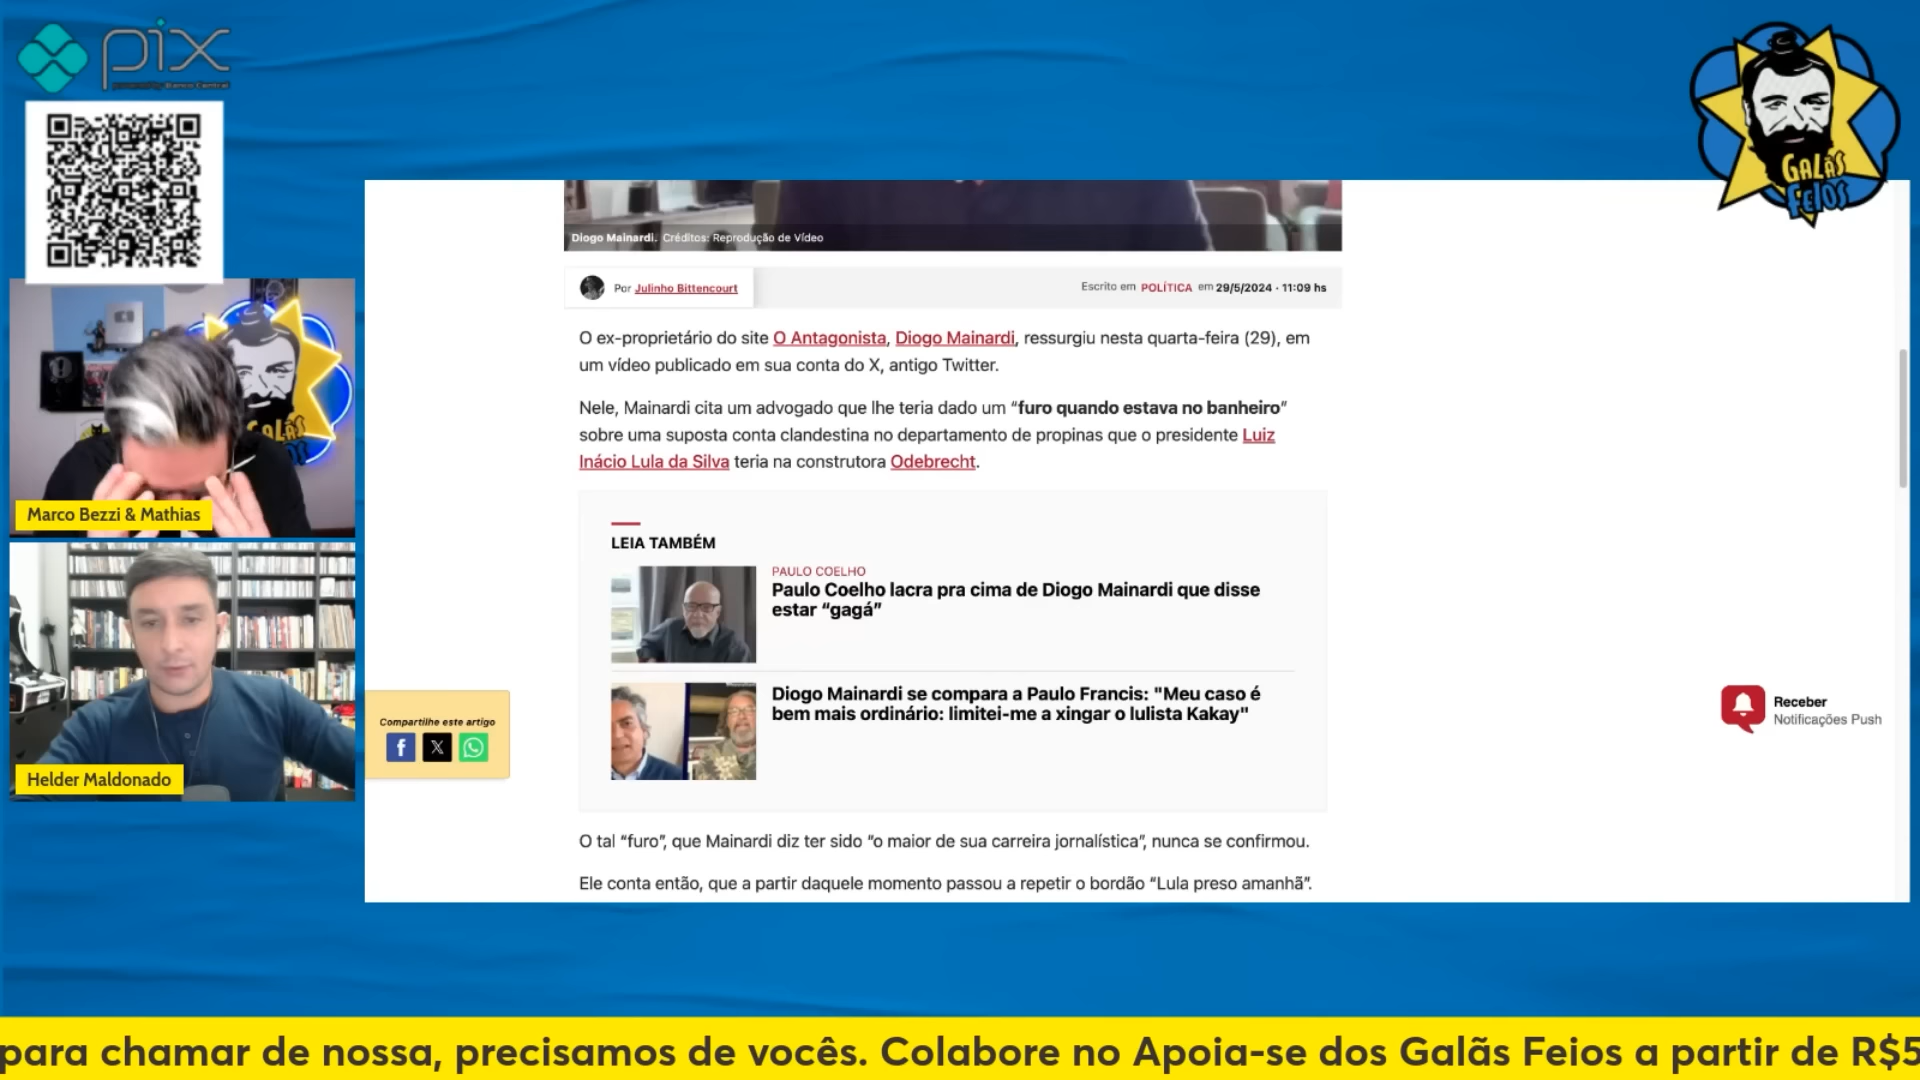 pix
powered by Banco Central
GALÃS
FEIOS
Diogo Mainardi. Créditos: Reprodução de Vídeo
Por Julinho Bittencourt
Escrito em POLÍTICA em 29/5/2024 · 11:09 hs
O ex-proprietário do site O Antagonista, Diogo Mainardi, ressurgiu nesta quarta-feira (29), em
um vídeo publicado em sua conta do X, antigo Twitter.
Nele, Mainardi cita um advogado que lhe teria dado um “furo quando estava no banheiro”
sobre uma suposta conta clandestina no departamento de propinas que o presidente Luiz
Inácio Lula da Silva teria na construtora Odebrecht.
LEIA TAMBÉM
PAULO COELHO
Paulo Coelho lacra pra cima de Diogo Mainardi que disse
estar “gagá”
Diogo Mainardi se compara a Paulo Francis: "Meu caso é
bem mais ordinário: limitei-me a xingar o lulista Kakay"
O tal “furo”, que Mainardi diz ter sido “o maior de sua carreira jornalística”, nunca se confirmou.
Ele conta então, que a partir daquele momento passou a repetir o bordão “Lula preso amanhã”.
Compartilhe este artigo
Receber
Notificações Push
Marco Bezzi & Mathias
Helder Maldonado
para chamar de nossa, precisamos de vocês. Colabore no Apoia-se dos Galãs Feios a partir de R$5